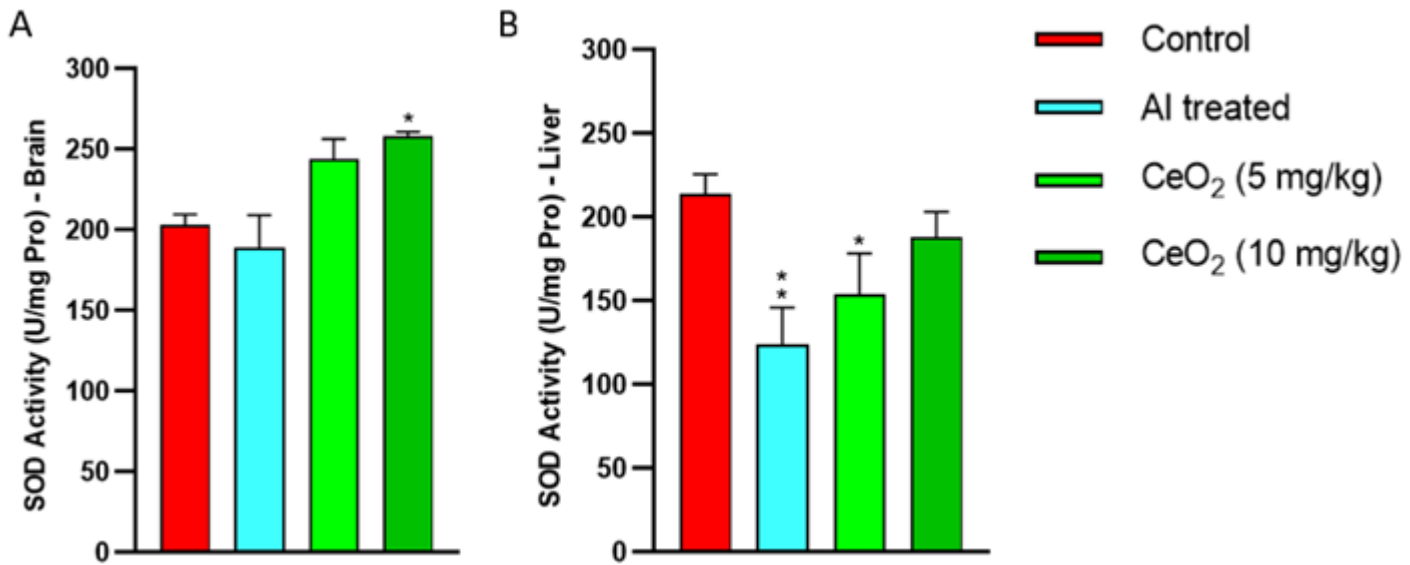 A
SOD Activity (U/mg Pro) - Brain
300
250
200
150
100
50
0
*
B
SOD Activity (U/mg Pro) - Liver
300
250
200
150
100
50
0
*
*
*
Control
Al treated
CeO₂ (5 mg/kg)
CeO₂ (10 mg/kg)